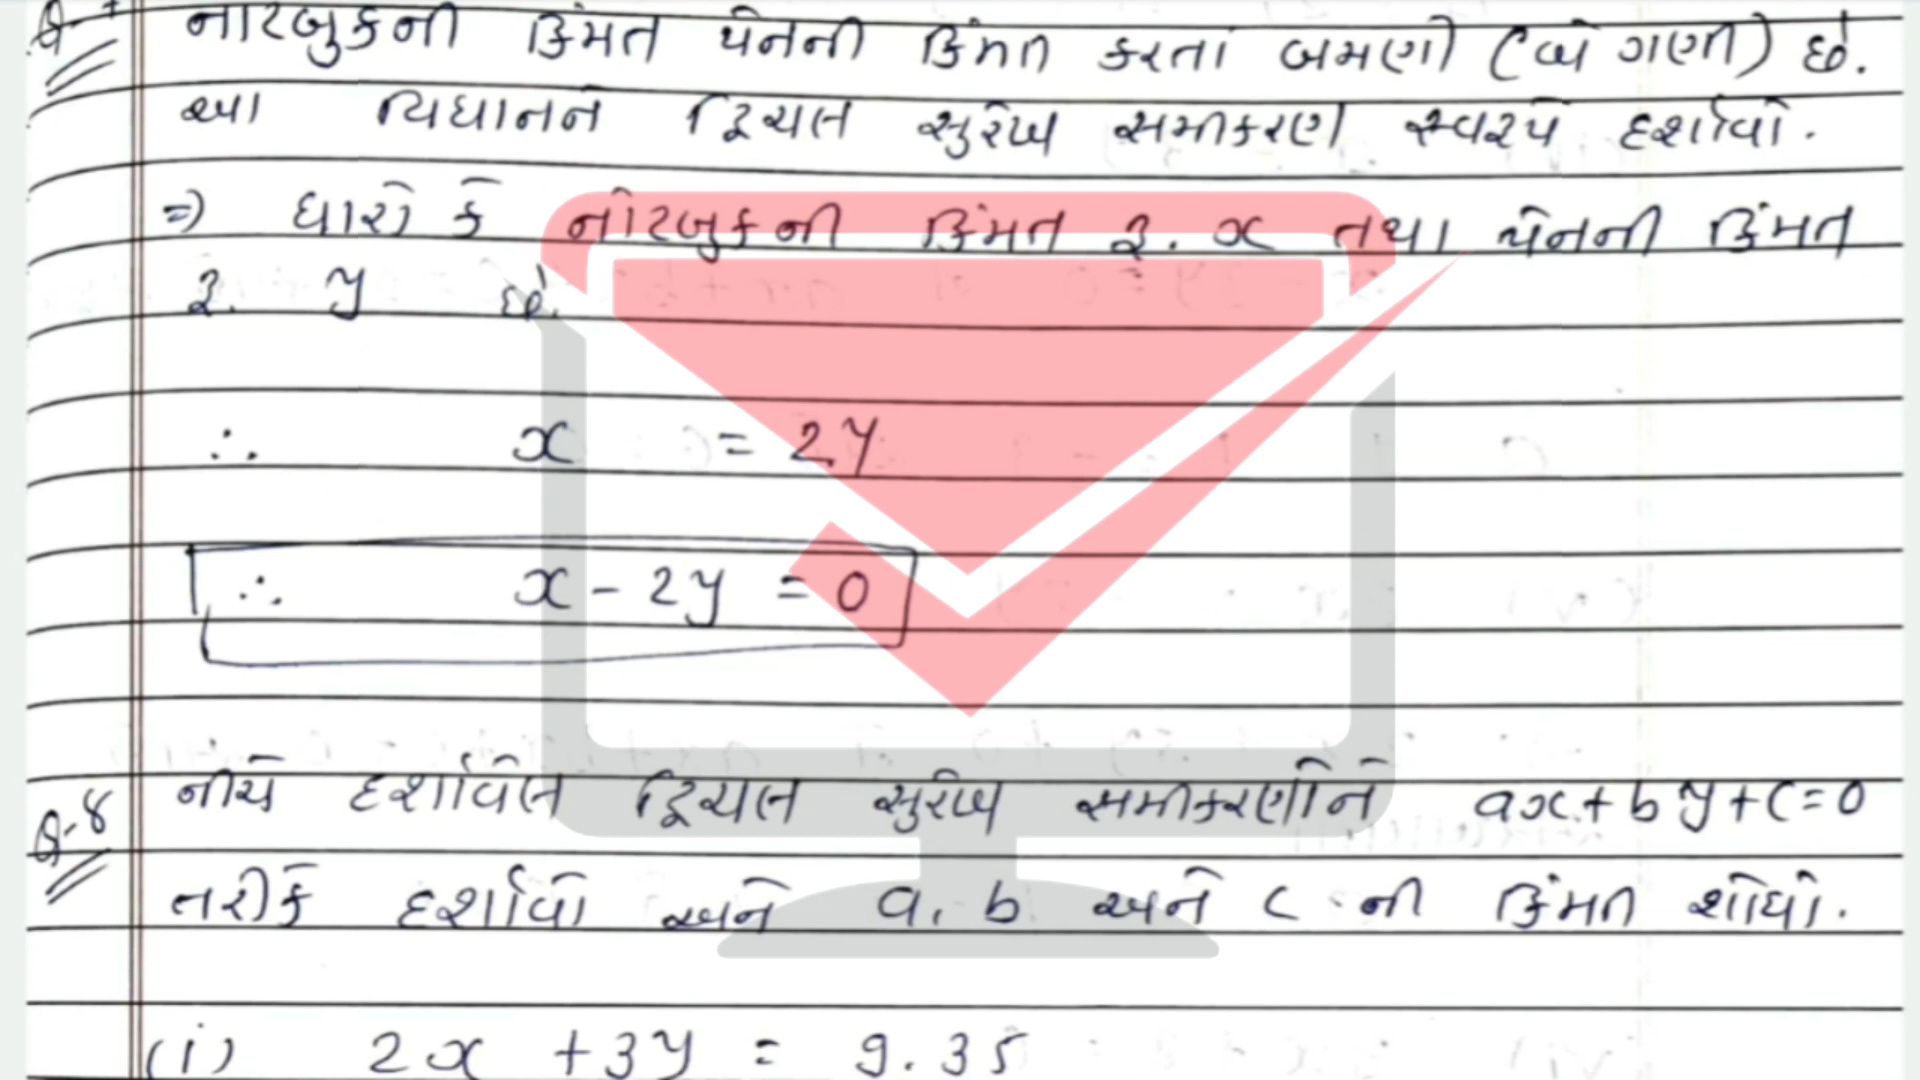 નોટબુકની કિંમત પેનની કિંમત કરતાં બમણી (બે ગણી) છે.
આ વિધાનને દ્વિચલ સુરેખ સમીકરણ સ્વરૂપે દર્શાવો.
⇒ ધારો કે નોટબુકની કિંમત રૂ. x તથા પેનની કિંમત
રૂ. y છે.
∴ x = 2y
∴ x - 2y = 0
Q-૪ નીચે દર્શાવેલ દ્વિચલ સુરેખ સમીકરણોને ax + by + c = 0
તરીકે દર્શાવો અને a, b અને c ની કિંમત શોધો.
(i) 2x + 3y = 9.35